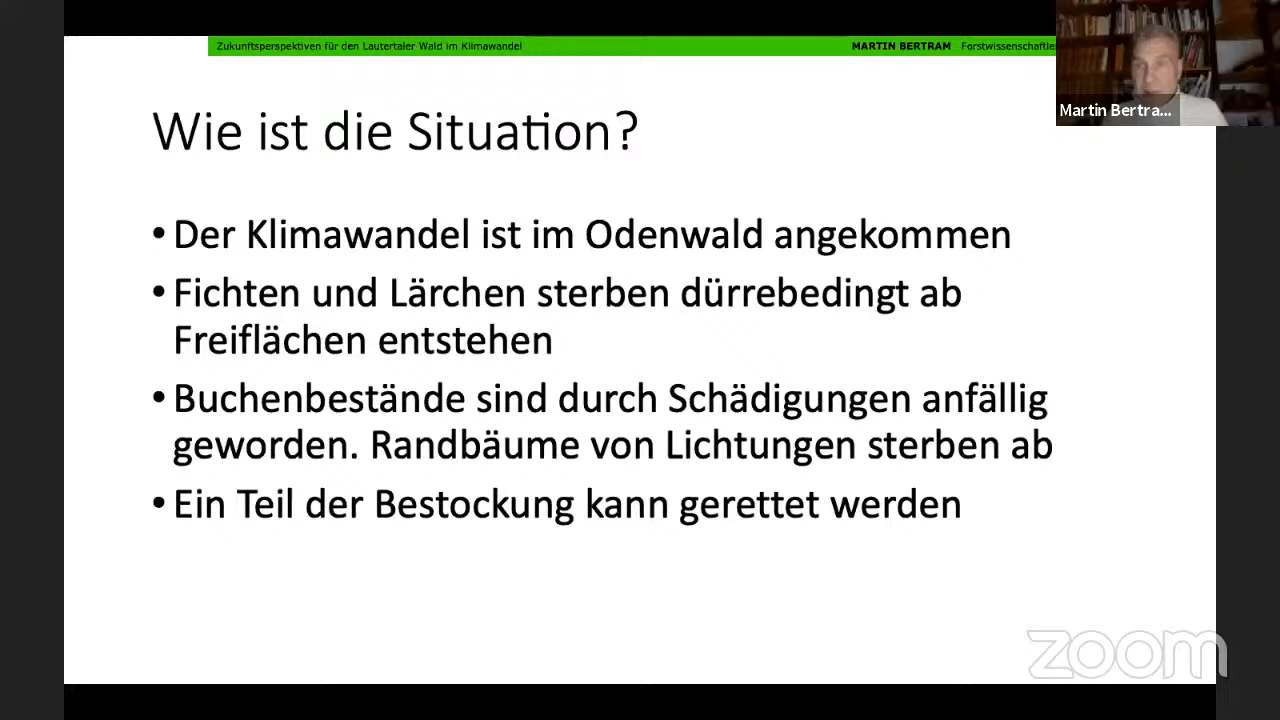 Zukunftsperspektiven für den Lautertaler Wald im Klimawandel
MARTIN BERTRAM Forstwissenschaftle
Martin Bertra...
Wie ist die Situation?
• Der Klimawandel ist im Odenwald angekommen
• Fichten und Lärchen sterben dürrebedingt ab
Freiflächen entstehen
• Buchenbestände sind durch Schädigungen anfällig
geworden. Randbäume von Lichtungen sterben ab
• Ein Teil der Bestockung kann gerettet werden
zoom